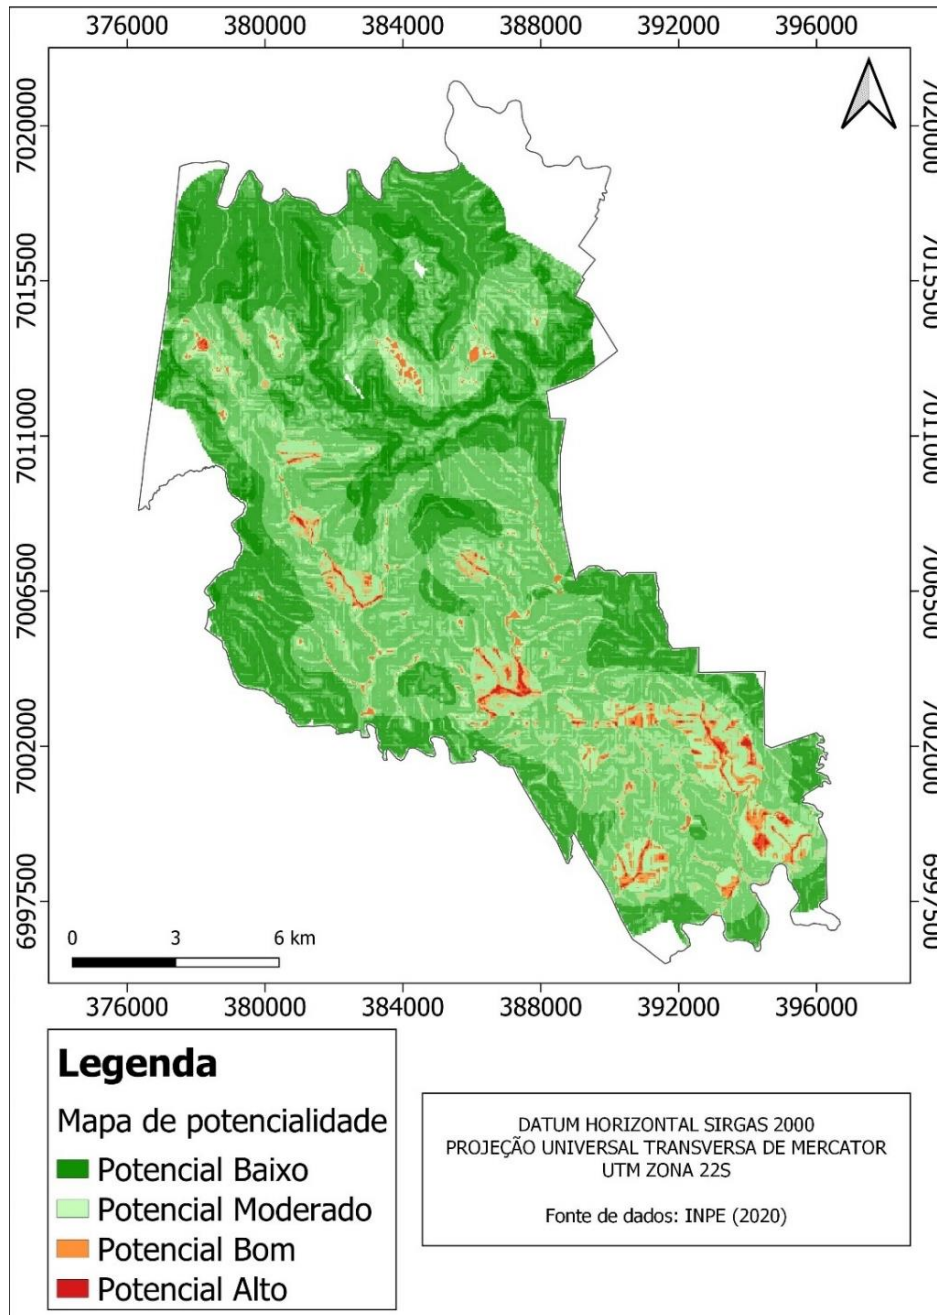 376000 380000 384000 388000 392000 396000
7020000 7020000
7015500 7015500
7011000 7011000
7006500 7006500
7002000 7002000
6997500 6997500
0 3 6 km
376000 380000 384000 388000 392000 396000
Legenda
Mapa de potencialidade
Potencial Baixo
Potencial Moderado
Potencial Bom
Potencial Alto
DATUM HORIZONTAL SIRGAS 2000
PROJEÇÃO UNIVERSAL TRANSVERSA DE MERCATOR
UTM ZONA 22S
Fonte de dados: INPE (2020)